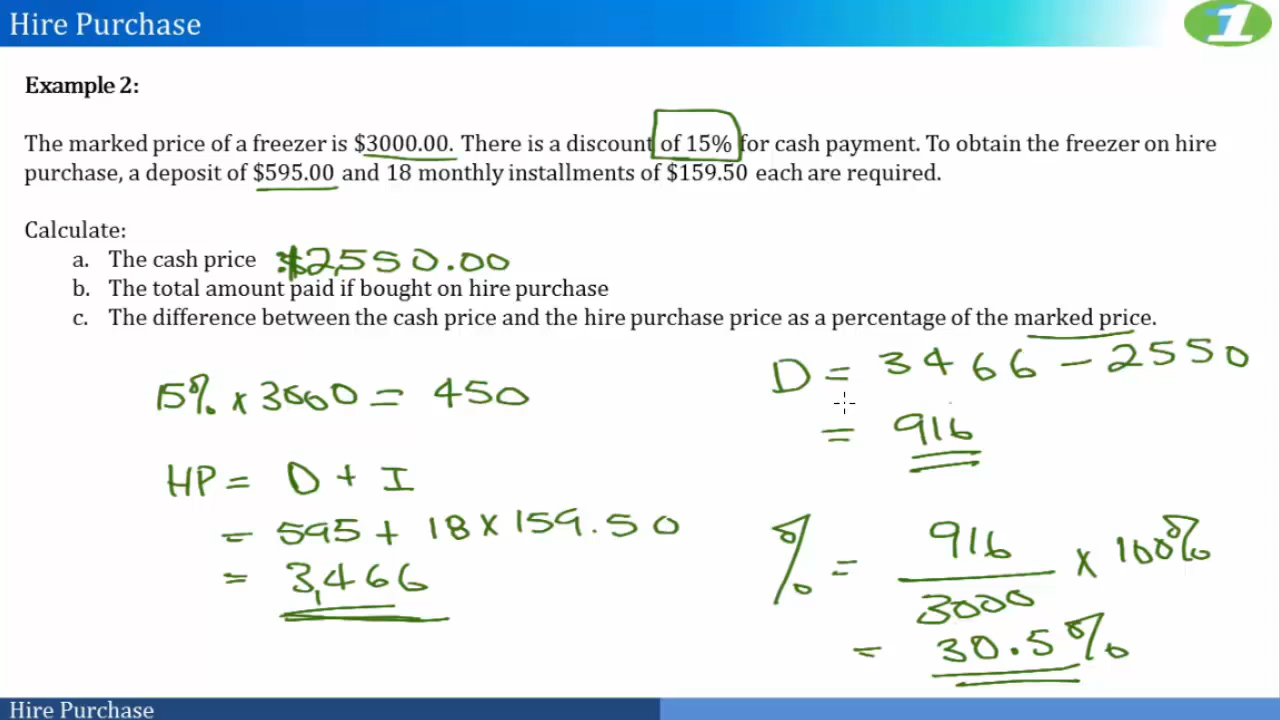 Hire Purchase
1
Example 2:
The marked price of a freezer is $3000.00. There is a discount of 15% for cash payment. To obtain the freezer on hire
purchase, a deposit of $595.00 and 18 monthly installments of $159.50 each are required.
Calculate:
a. The cash price $2,550.00
b. The total amount paid if bought on hire purchase
c. The difference between the cash price and the hire purchase price as a percentage of the marked price.
15% x 3000 = 450
HP = D + I
= 595 + 18 x 159.50
= 3,466
D = 3466 - 2550
= 916
% = 916
3000
x 100%
= 30.5%
Hire Purchase